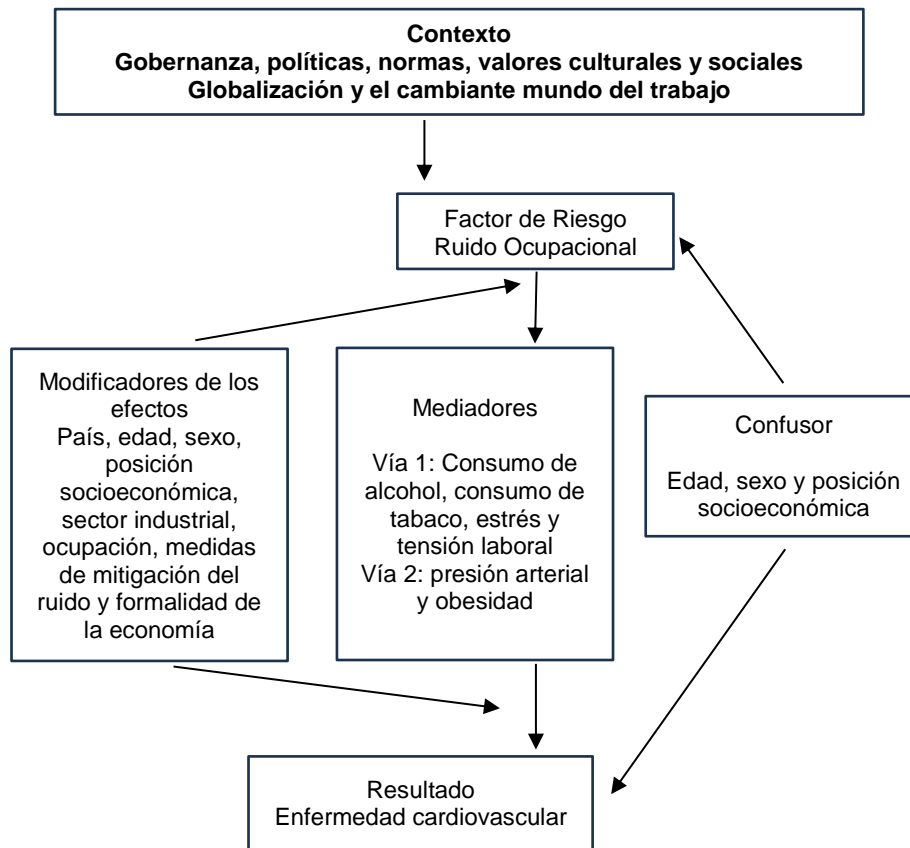 Contexto
Gobernanza, políticas, normas, valores culturales y sociales
Globalización y el cambiante mundo del trabajo
Factor de Riesgo
Ruido Ocupacional
Modificadores de los
efectos
País, edad, sexo,
posición
socioeconómica,
sector industrial,
ocupación, medidas
de mitigación del
ruido y formalidad de
la economía
Mediadores
Vía 1: Consumo de
alcohol, consumo de
tabaco, estrés y
tensión laboral
Vía 2: presión arterial
y obesidad
Confusor
Edad, sexo y posición
socioeconómica
Resultado
Enfermedad cardiovascular